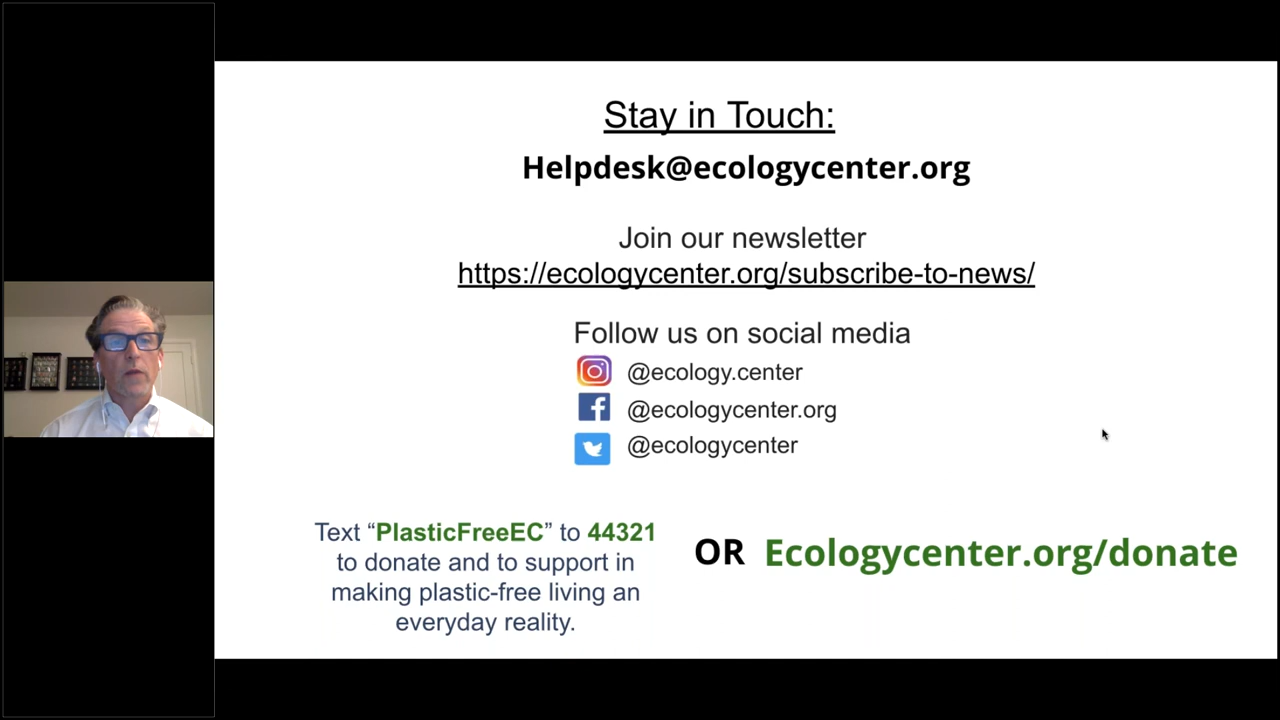 Stay in Touch:
Helpdesk@ecologycenter.org
Join our newsletter
https://ecologycenter.org/subscribe-to-news/
Follow us on social media
@ecology.center
@ecologycenter.org
@ecologycenter
Text “PlasticFreeEC” to 44321
to donate and to support in
making plastic-free living an
everyday reality.
OR Ecologycenter.org/donate